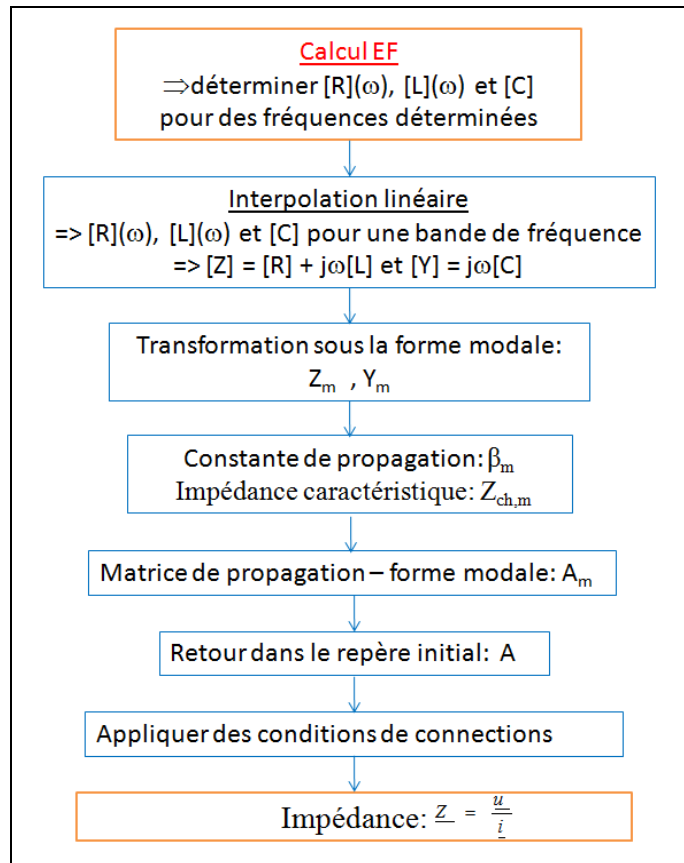 Calcul EF
⇒déterminer [R](ω), [L](ω) et [C]
pour des fréquences déterminées
Interpolation linéaire
=> [R](ω), [L](ω) et [C] pour une bande de fréquence
=> [Z] = [R] + jω[L] et [Y] = jω[C]
Transformation sous la forme modale:
Zm , Ym
Constante de propagation: βm
Impédance caractéristique: Zch,m
Matrice de propagation – forme modale: Am
Retour dans le repère initial: A
Appliquer des conditions de connections
Impédance: Z = u/i